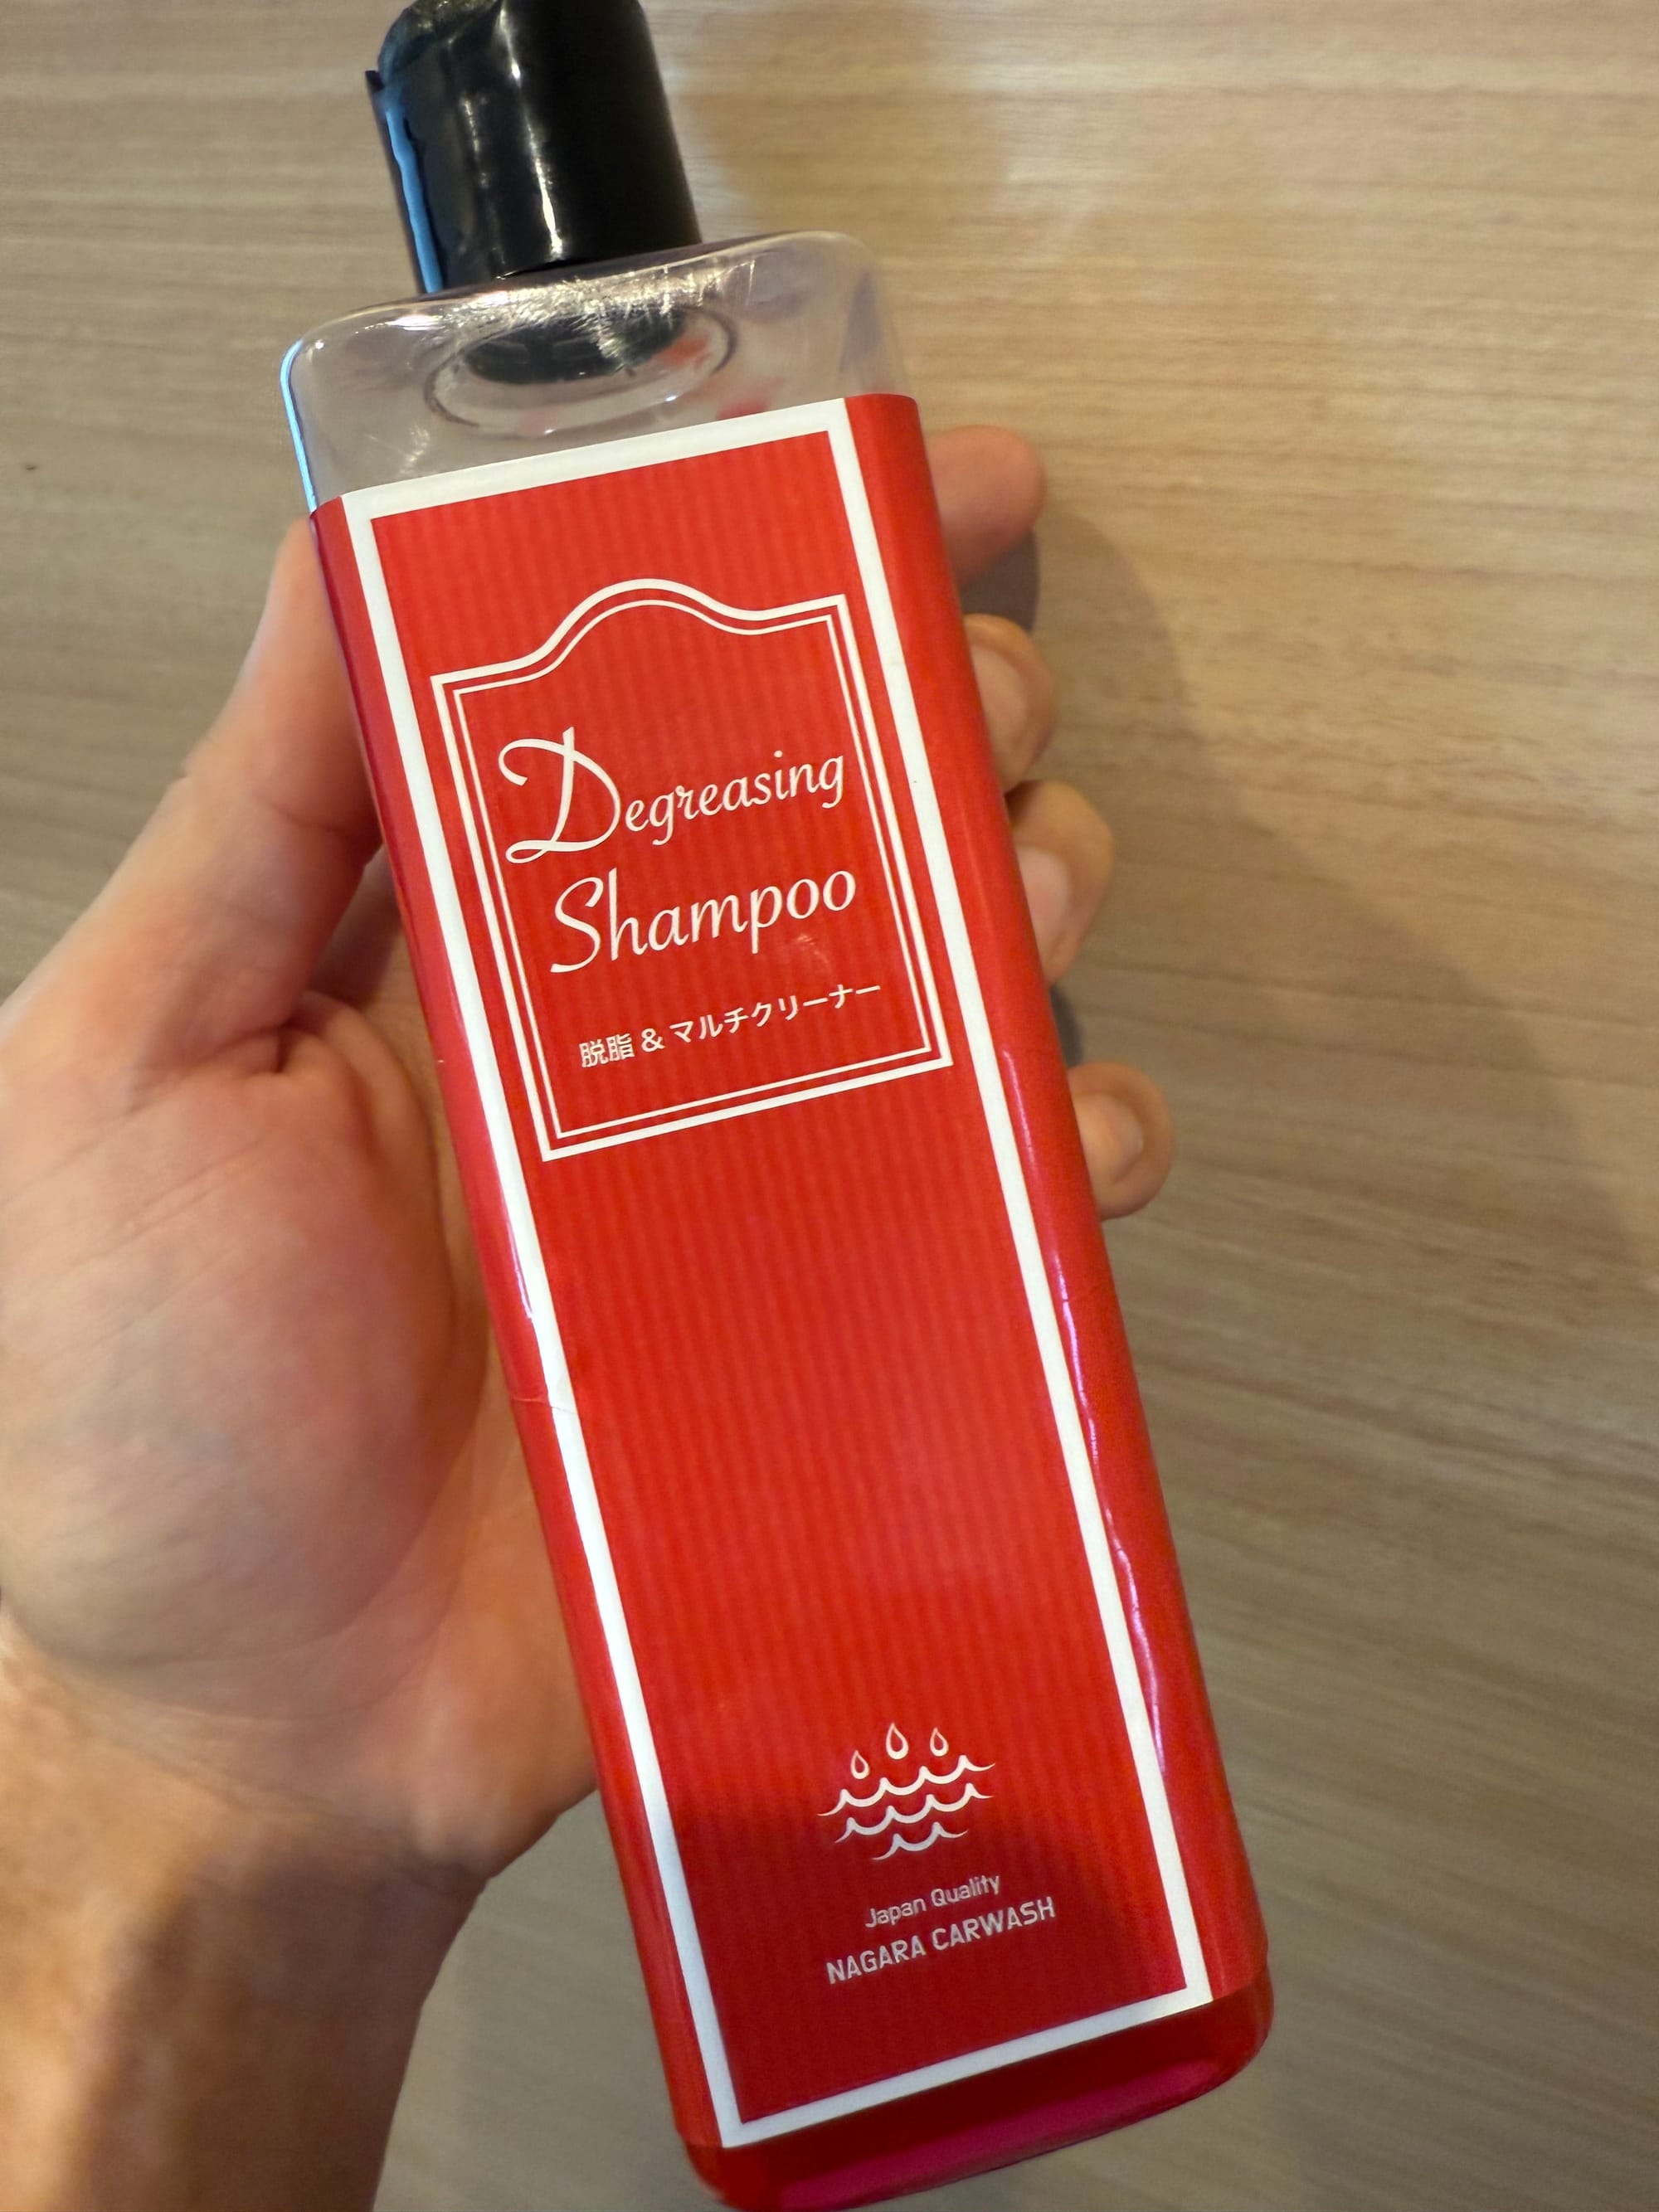 Degreasing
Shampoo
脱脂 & マルチクリーナー
Japan Quality
NAGARA CARWASH